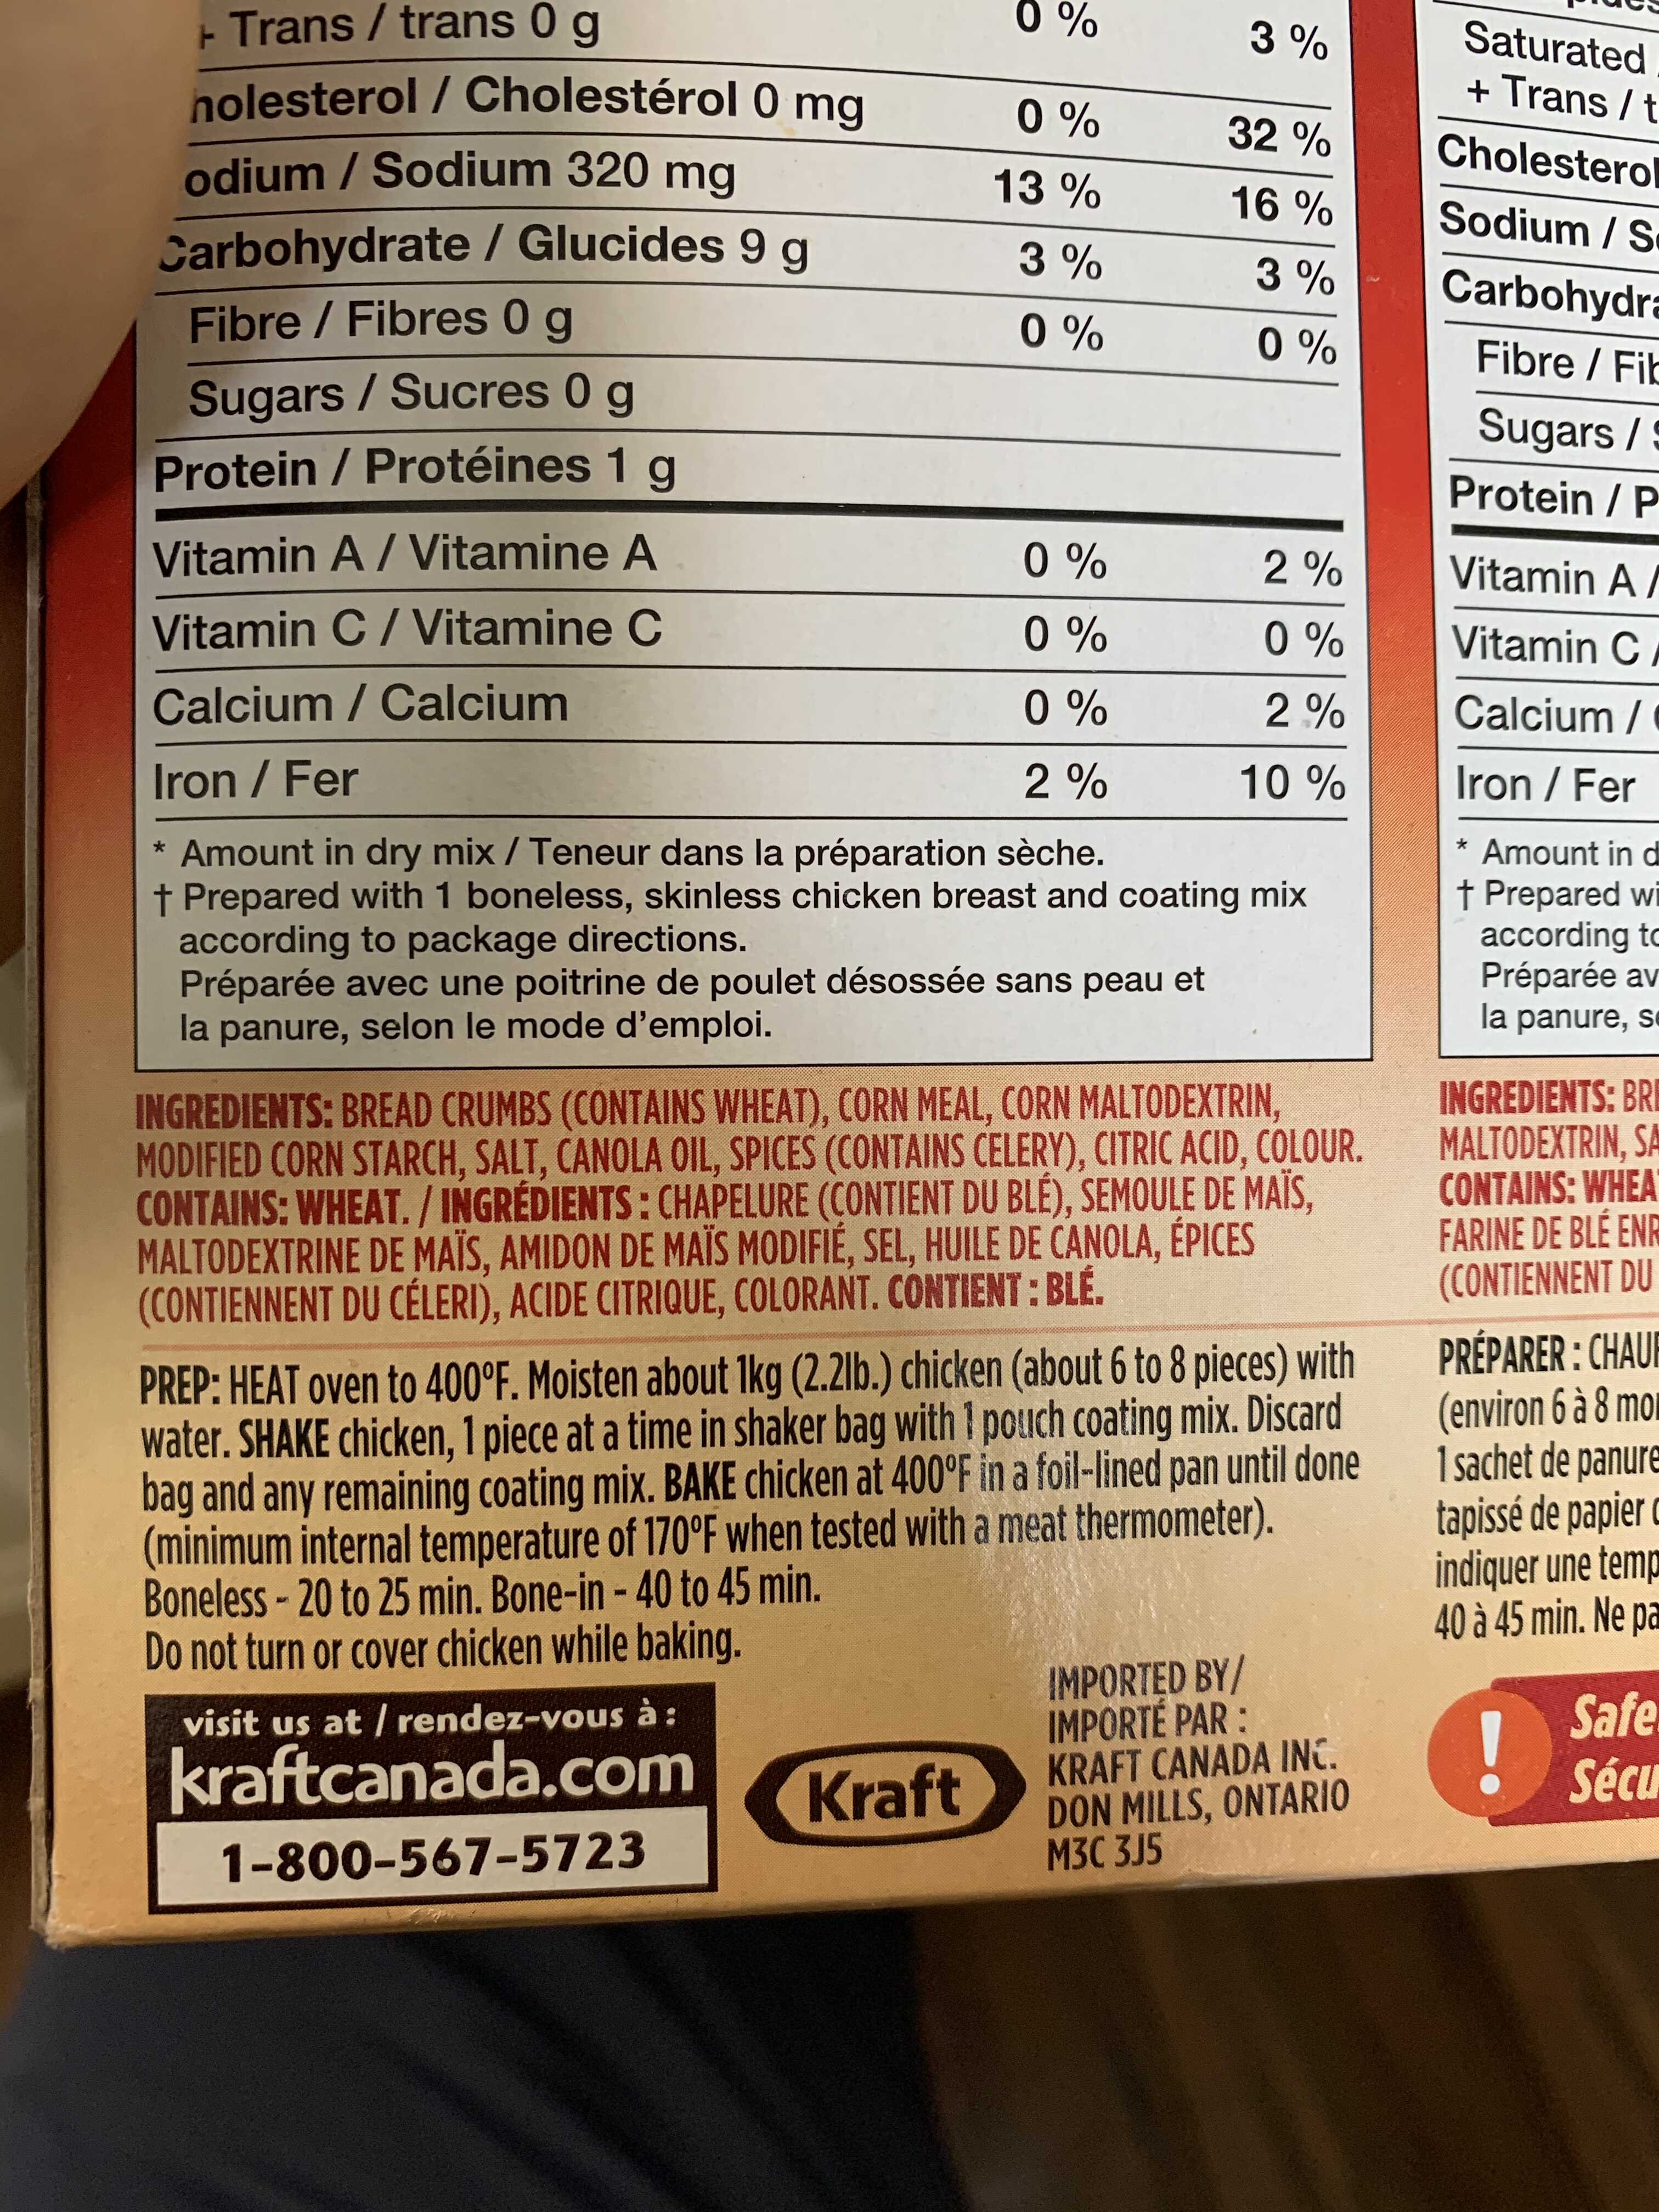 + Trans / trans 0 g 0 % 3 %
holesterol / Cholestérol 0 mg 0 % 32 %
odium / Sodium 320 mg 13 % 16 %
Carbohydrate / Glucides 9 g 3 % 3 %
Fibre / Fibres 0 g 0 % 0 %
Sugars / Sucres 0 g
Protein / Protéines 1 g
Vitamin A / Vitamine A 0 % 2 %
Vitamin C / Vitamine C 0 % 0 %
Calcium / Calcium 0 % 2 %
Iron / Fer 2 % 10 %
* Amount in dry mix / Teneur dans la préparation sèche.
† Prepared with 1 boneless, skinless chicken breast and coating mix
according to package directions.
Préparée avec une poitrine de poulet désossée sans peau et
la panure, selon le mode d'emploi.
INGREDIENTS: BREAD CRUMBS (CONTAINS WHEAT), CORN MEAL, CORN MALTODEXTRIN,
MODIFIED CORN STARCH, SALT, CANOLA OIL, SPICES (CONTAINS CELERY), CITRIC ACID, COLOUR.
CONTAINS: WHEAT. / INGRÉDIENTS : CHAPELURE (CONTIENT DU BLÉ), SEMOULE DE MAÏS,
MALTODEXTRINE DE MAÏS, AMIDON DE MAÏS MODIFIÉ, SEL, HUILE DE CANOLA, ÉPICES
(CONTIENNENT DU CÉLERI), ACIDE CITRIQUE, COLORANT. CONTIENT : BLÉ.
PREP: HEAT oven to 400°F. Moisten about 1kg (2.2lb.) chicken (about 6 to 8 pieces) with
water. SHAKE chicken, 1 piece at a time in shaker bag with 1 pouch coating mix. Discard
bag and any remaining coating mix. BAKE chicken at 400°F in a foil-lined pan until done
(minimum internal temperature of 170°F when tested with a meat thermometer).
Boneless - 20 to 25 min. Bone-in - 40 to 45 min.
Do not turn or cover chicken while baking.
visit us at / rendez-vous à :
kraftcanada.com
1-800-567-5723
Kraft
IMPORTED BY/
IMPORTÉ PAR :
KRAFT CANADA INC.
DON MILLS, ONTARIO
M3C 3J5
Saturated
+ Trans / t
Cholesterol
Sodium / So
Carbohydra
Fibre / Fib
Sugars / S
Protein / P
Vitamin A /
Vitamin C /
Calcium / C
Iron / Fer
* Amount in d
† Prepared wi
according to
Préparée av
la panure, se
INGREDIENTS: BRE
MALTODEXTRIN, SA
CONTAINS: WHEAT
FARINE DE BLÉ ENR
(CONTIENNENT DU
PRÉPARER : CHAUF
(environ 6 à 8 mor
1 sachet de panure
tapissé de papier d
indiquer une temp
40 à 45 min. Ne pa
! Safe
Sécu